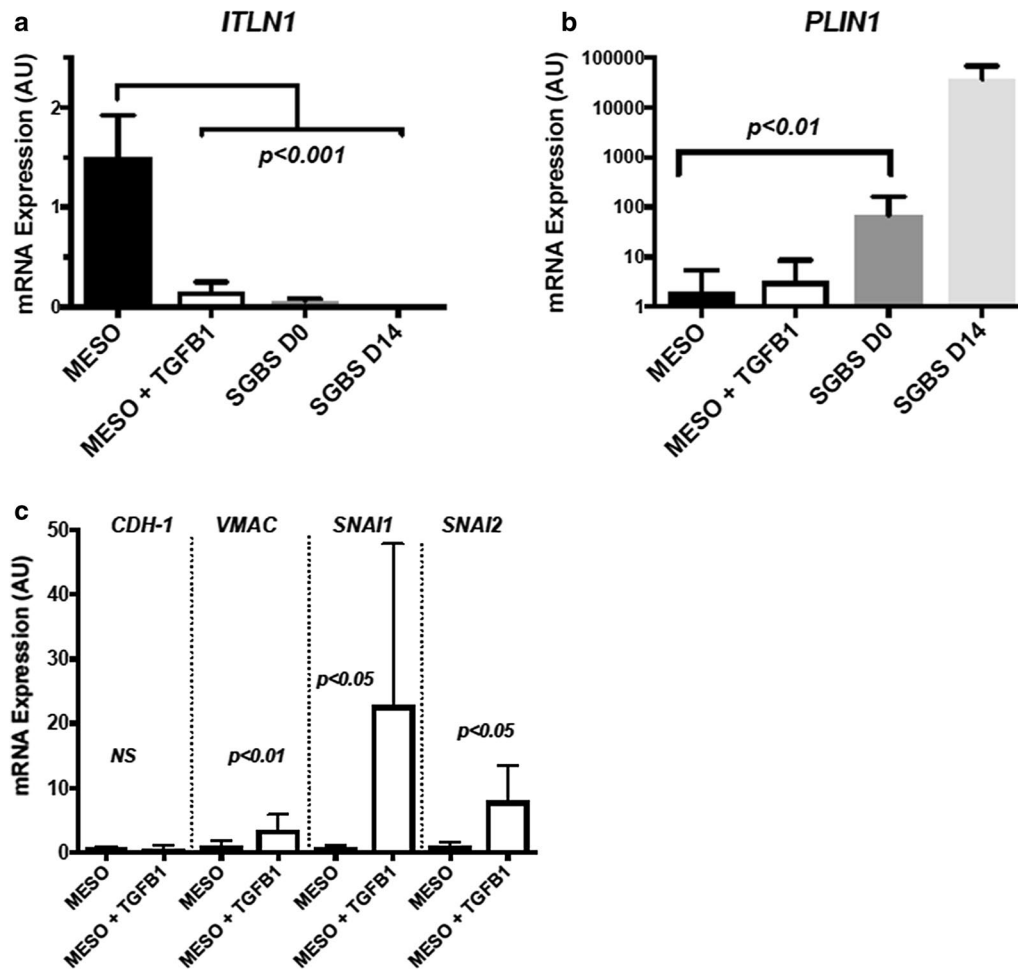 a
ITLN1
mRNA Expression (AU)
2
1
0
p<0.001
MESO
MESO + TGFB1
SGBS D0
SGBS D14
b
PLIN1
mRNA Expression (AU)
100000
10000
1000
100
10
1
p<0.01
MESO
MESO + TGFB1
SGBS D0
SGBS D14
c
CDH-1 VMAC SNAI1 SNAI2
mRNA Expression (AU)
50
40
30
20
10
0
NS
p<0.01
p<0.05
p<0.05
MESO
MESO + TGFB1
MESO
MESO + TGFB1
MESO
MESO + TGFB1
MESO
MESO + TGFB1